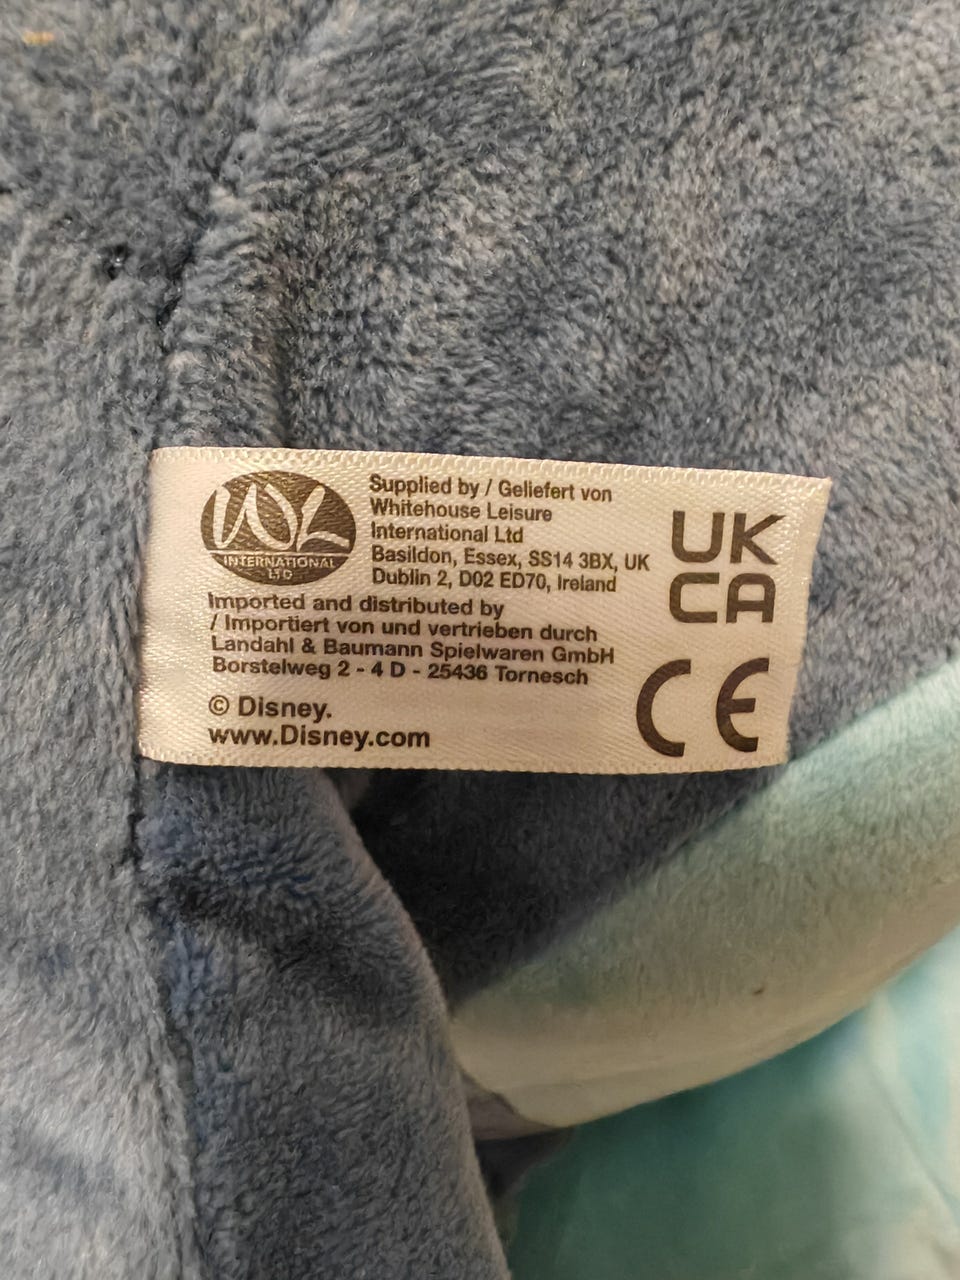 WL
INTERNATIONAL
LTD
Supplied by / Geliefert von
Whitehouse Leisure
International Ltd
Basildon, Essex, SS14 3BX, UK
Dublin 2, D02 ED70, Ireland
Imported and distributed by
/ Importiert von und vertrieben durch
Landahl & Baumann Spielwaren GmbH
Borstelweg 2 - 4 D - 25436 Tornesch
© Disney.
www.Disney.com
UK
CA
CE